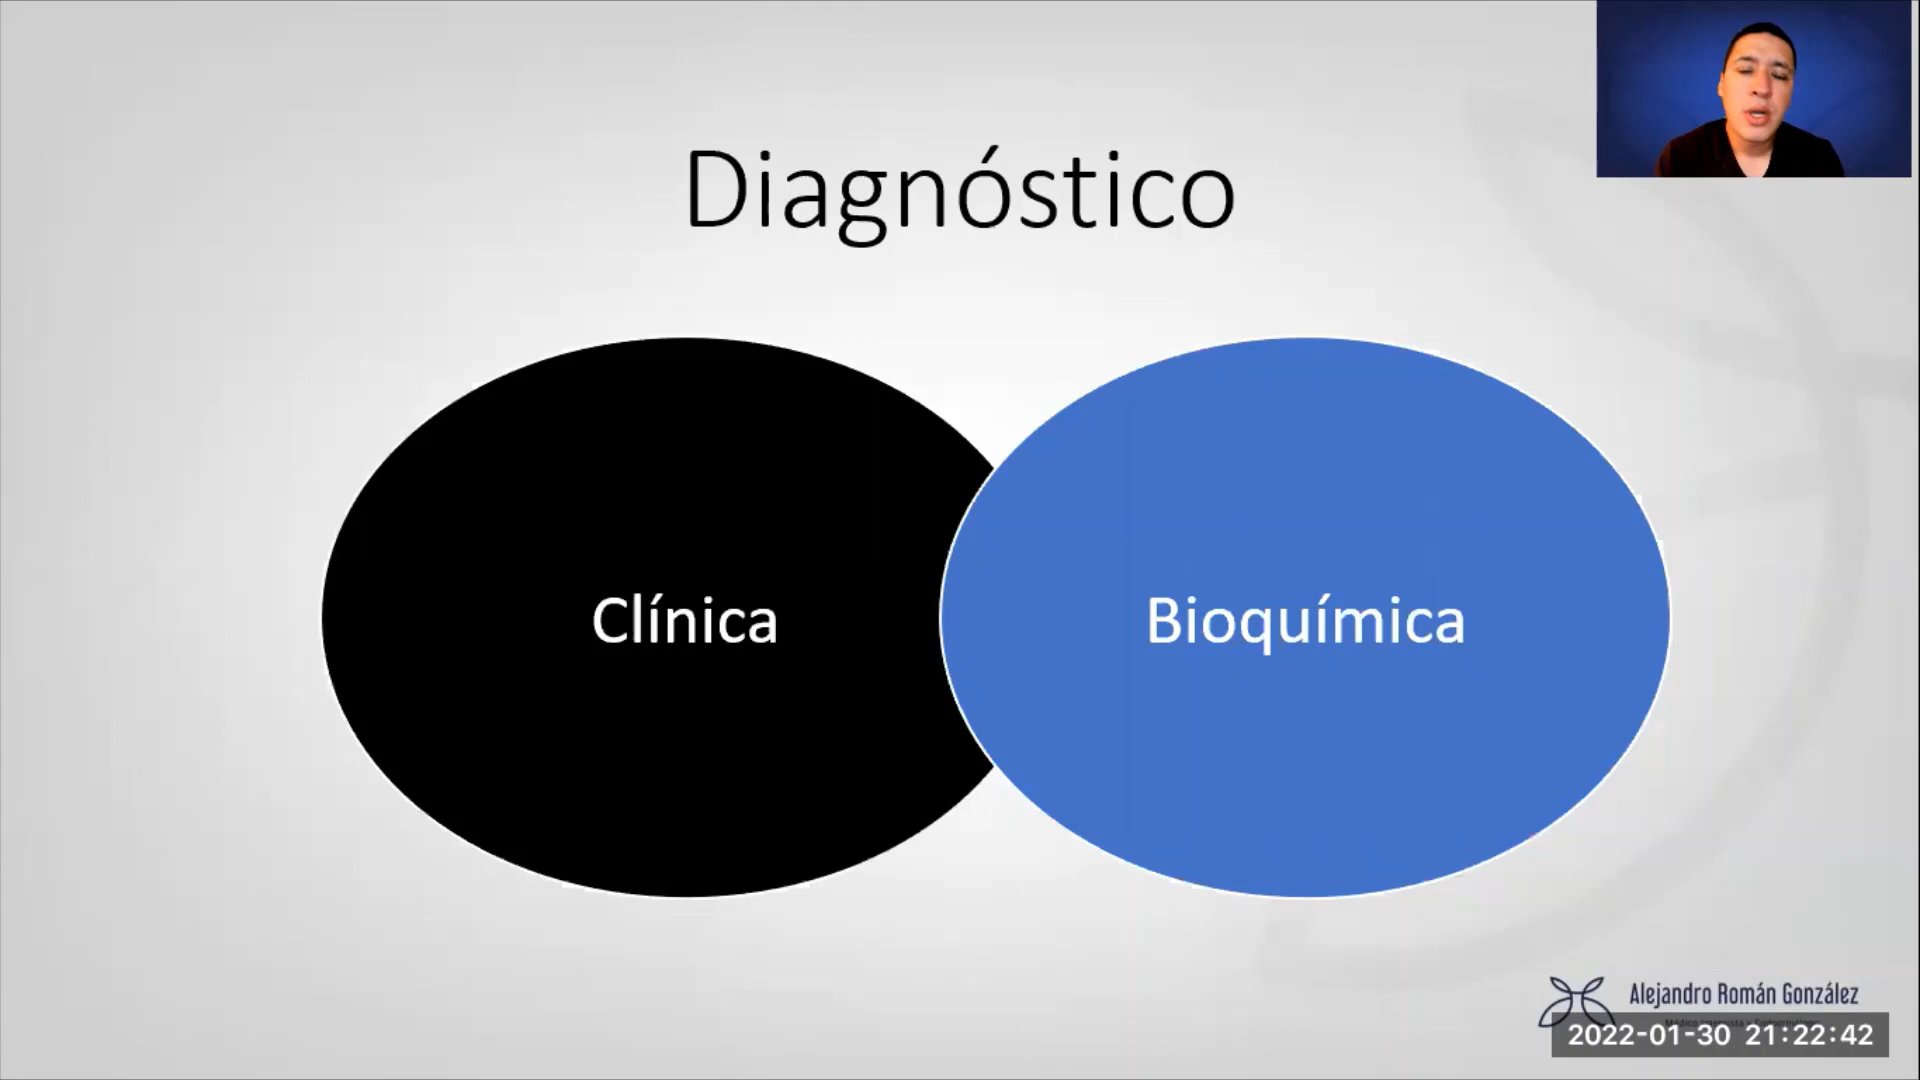 Diagnóstico
Clínica
Bioquímica
Alejandro Román González
2022-01-30 21:22:42